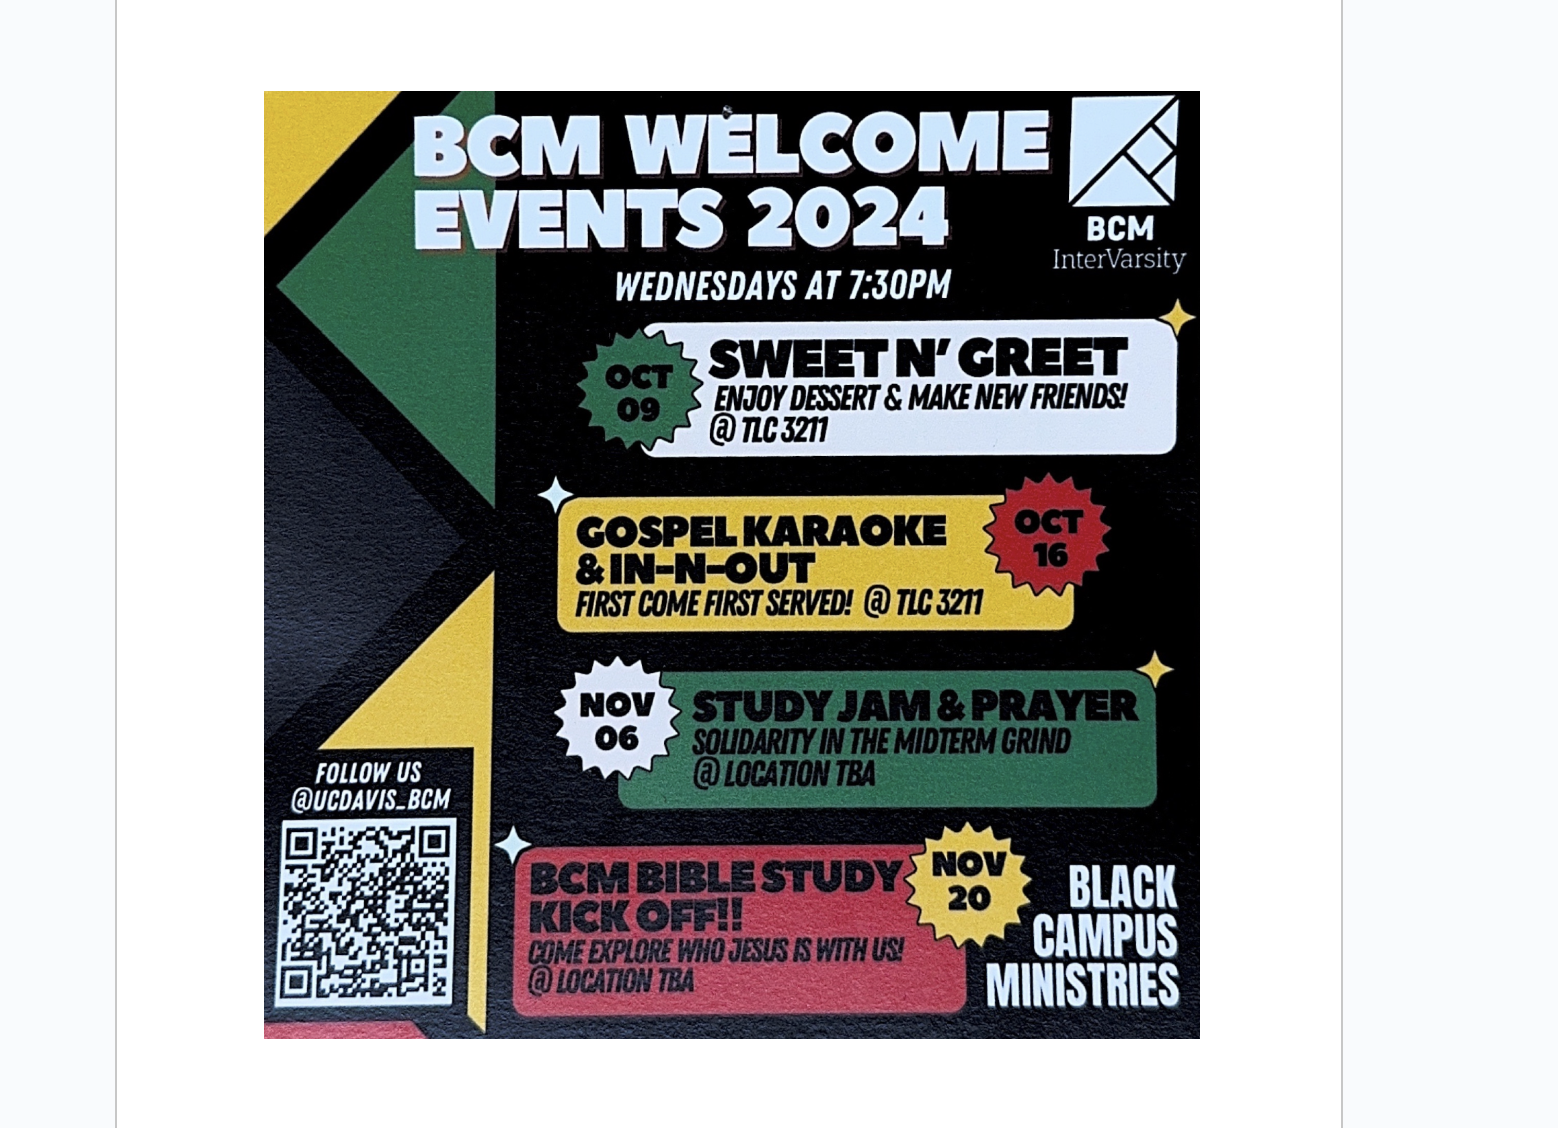 BCM WELCOME
EVENTS 2024
BCM
InterVarsity
WEDNESDAYS AT 7:30PM
OCT
09
SWEET N' GREET
ENJOY DESSERT & MAKE NEW FRIENDS!
@ TLC 3211
GOSPEL KARAOKE
& IN-N-OUT
FIRST COME FIRST SERVED! @ TLC 3211
OCT
16
NOV
06
STUDY JAM & PRAYER
SOLIDARITY IN THE MIDTERM GRIND
@ LOCATION TBA
BCM BIBLE STUDY
KICK OFF!!
COME EXPLORE WHO JESUS IS WITH US!
@ LOCATION TBA
NOV
20
FOLLOW US
@UCDAVIS_BCM
BLACK
CAMPUS
MINISTRIES